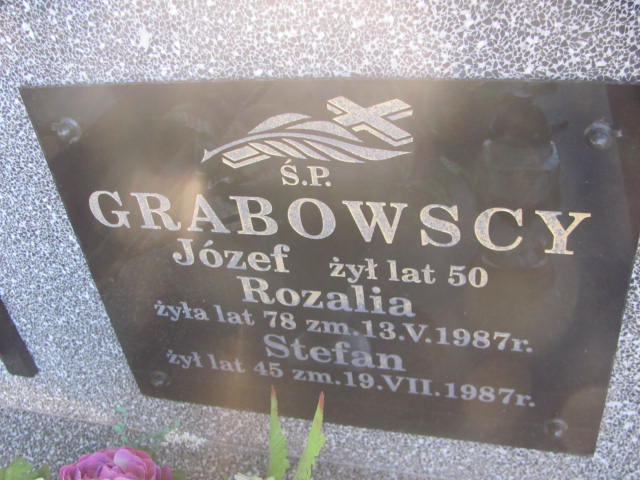 Ś.P.
GRABOWSCY
Józef żył lat 50
Rozalia
żyła lat 78 zm.13.V.1987r.
Stefan
żył lat 45 zm.19.VII.1987r.